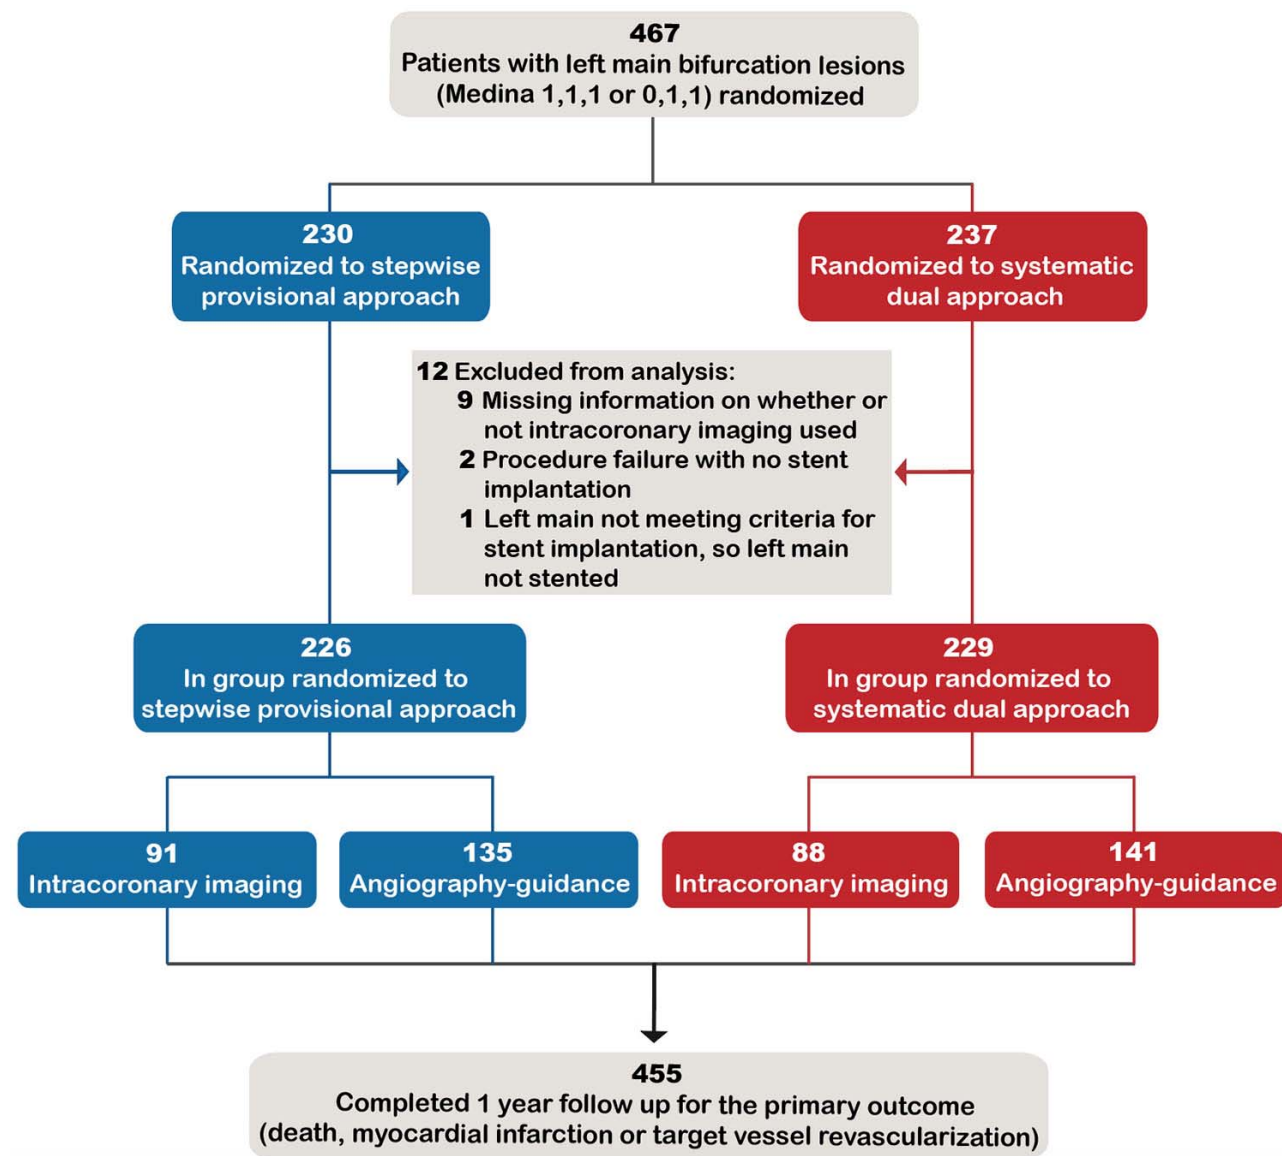 467
Patients with left main bifurcation lesions
(Medina 1,1,1 or 0,1,1) randomized
230
Randomized to stepwise
provisional approach
237
Randomized to systematic
dual approach
12 Excluded from analysis:
9 Missing information on whether or
not intracoronary imaging used
2 Procedure failure with no stent
implantation
1 Left main not meeting criteria for
stent implantation, so left main
not stented
226
In group randomized to
stepwise provisional approach
229
In group randomized to
systematic dual approach
91
Intracoronary imaging
135
Angiography-guidance
88
Intracoronary imaging
141
Angiography-guidance
455
Completed 1 year follow up for the primary outcome
(death, myocardial infarction or target vessel revascularization)